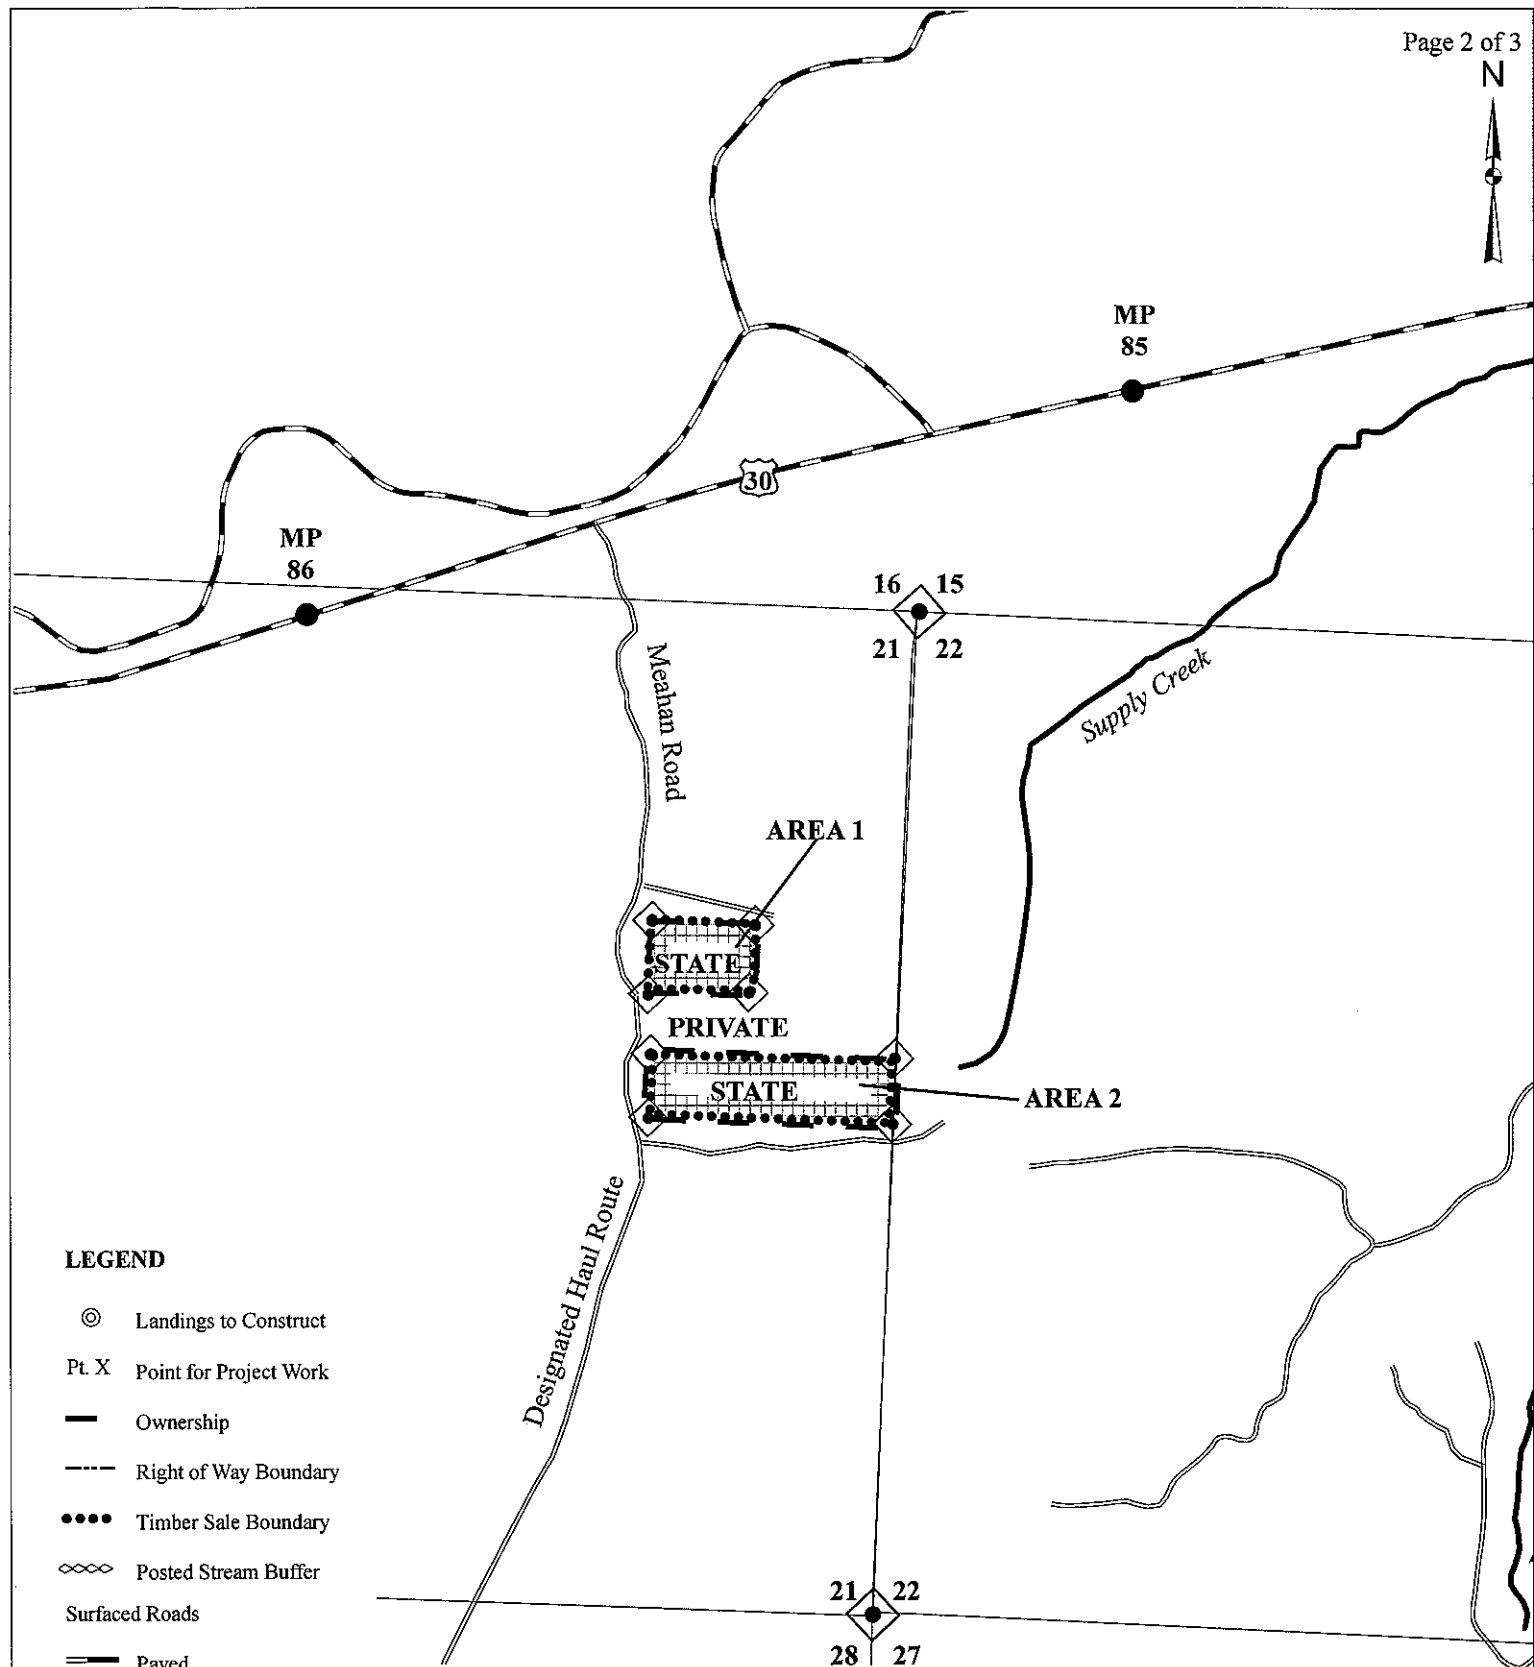 Page 2 of 3
N
MP
85
30
MP
86
16 15
21 22
Supply Creek
Meahan Road
AREA 1
STATE
PRIVATE
STATE
AREA 2
Designated Haul Route
LEGEND
Landings to Construct
Pt. X Point for Project Work
Ownership
Right of Way Boundary
Timber Sale Boundary
Posted Stream Buffer
Surfaced Roads
Paved
21 22
28 27